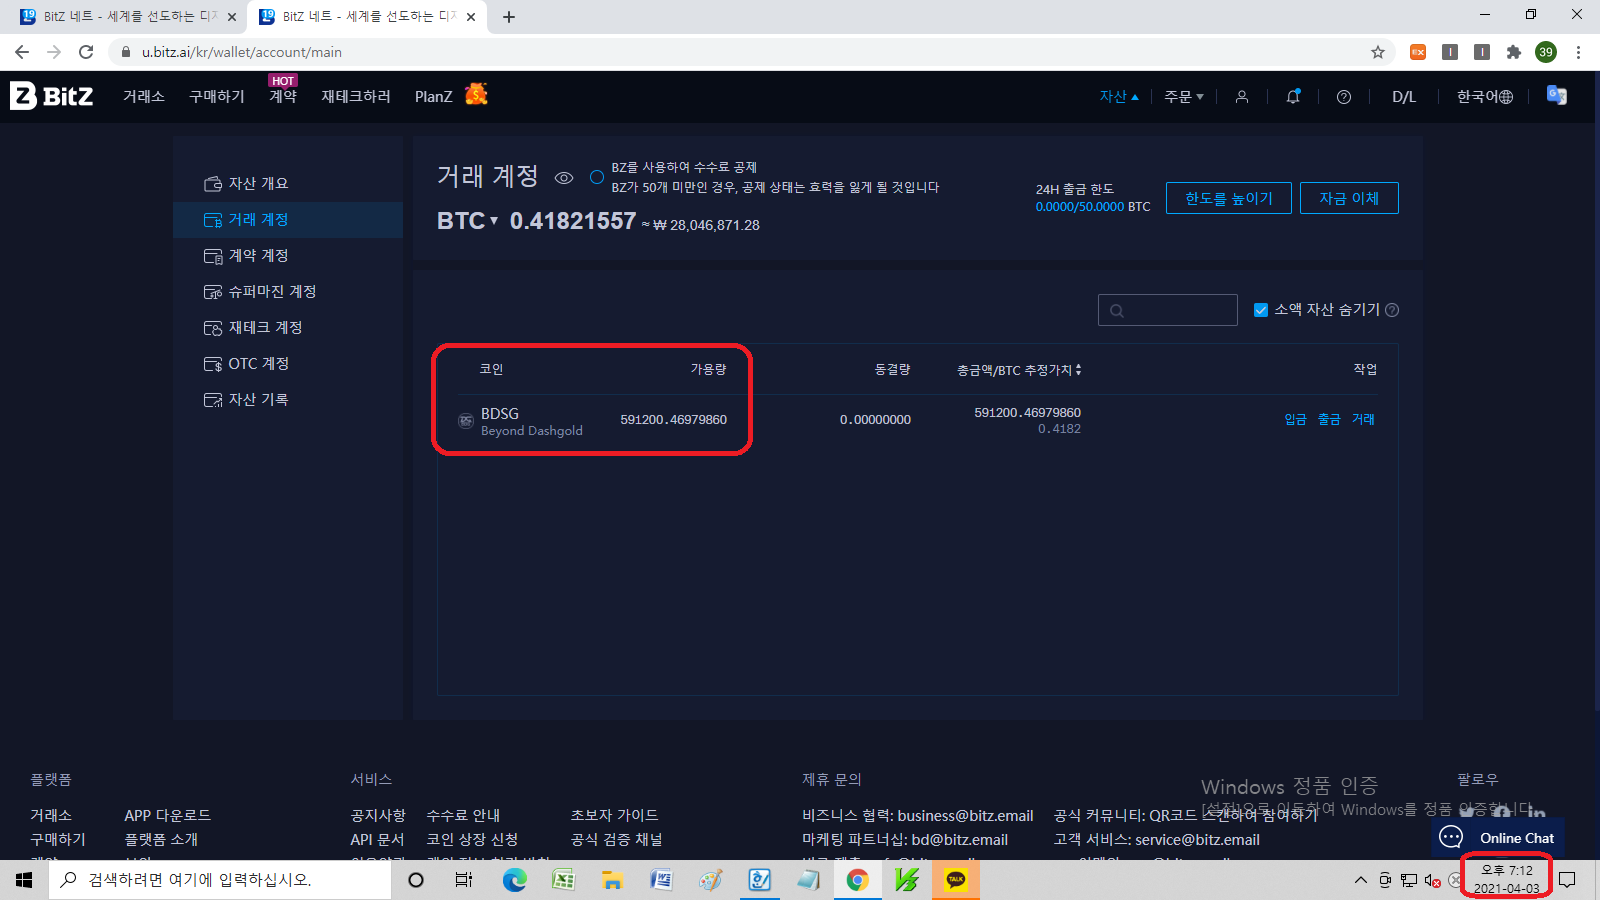 BitZ 네트 - 세계를 선도하는 디지
BitZ 네트 - 세계를 선도하는 디지
u.bitz.ai/kr/wallet/account/main
39
BitZ
거래소
구매하기
HOT
계약
재테크하러
PlanZ
자산
주문
D/L
한국어
자산 개요
거래 계정
계약 계정
슈퍼마진 계정
재테크 계정
OTC 계정
자산 기록
거래 계정
BZ를 사용하여 수수료 공제
BZ가 50개 미만인 경우, 공제 상태는 효력을 잃게 될 것입니다
BTC 0.41821557 ≈ ₩ 28,046,871.28
24H 출금 한도
0.0000/50.0000 BTC
한도를 높이기
자금 이체
소액 자산 숨기기
코인 가용량 동결량 총금액/BTC 추정가치 작업
BDSG 591200.46979860 0.00000000 591200.46979860 입금 출금 거래
Beyond Dashgold 0.4182
플랫폼
거래소 APP 다운로드
구매하기 플랫폼 소개
서비스
공지사항 수수료 안내 초보자 가이드
API 문서 코인 상장 신청 공식 검증 채널
제휴 문의
비즈니스 협력: business@bitz.email 공식 커뮤니티: QR코드 스캔하여 참여하기
마케팅 파트너십: bd@bitz.email 고객 서비스: service@bitz.email
팔로우
Windows 정품 인증
[설정]으로 이동하여 Windows를 정품 인증합니다.
Online Chat
검색하려면 여기에 입력하십시오.
TALK
오후 7:12
2021-04-03